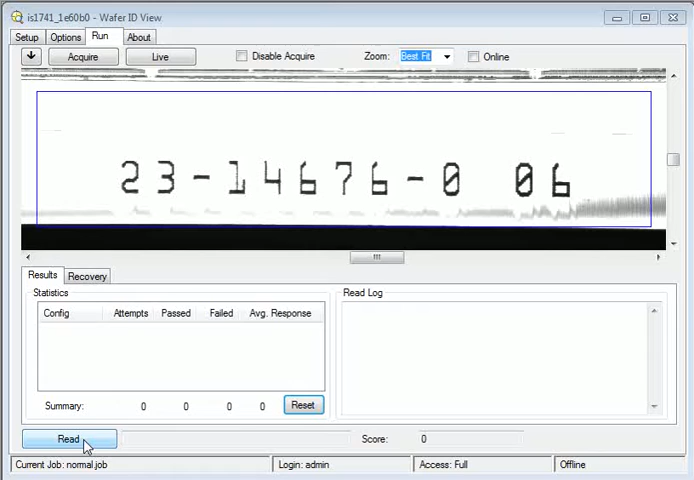 is1741_1e60b0 - Wafer ID View
Setup Options Run About
Acquire Live Disable Acquire Zoom: Best Fit Online
23-14676-0 06
Results Recovery
Statistics Read Log
Config Attempts Passed Failed Avg. Response
Summary: 0 0 0 0 Reset
Read Score: 0
Current Job: normal.job Login: admin Access: Full Offline